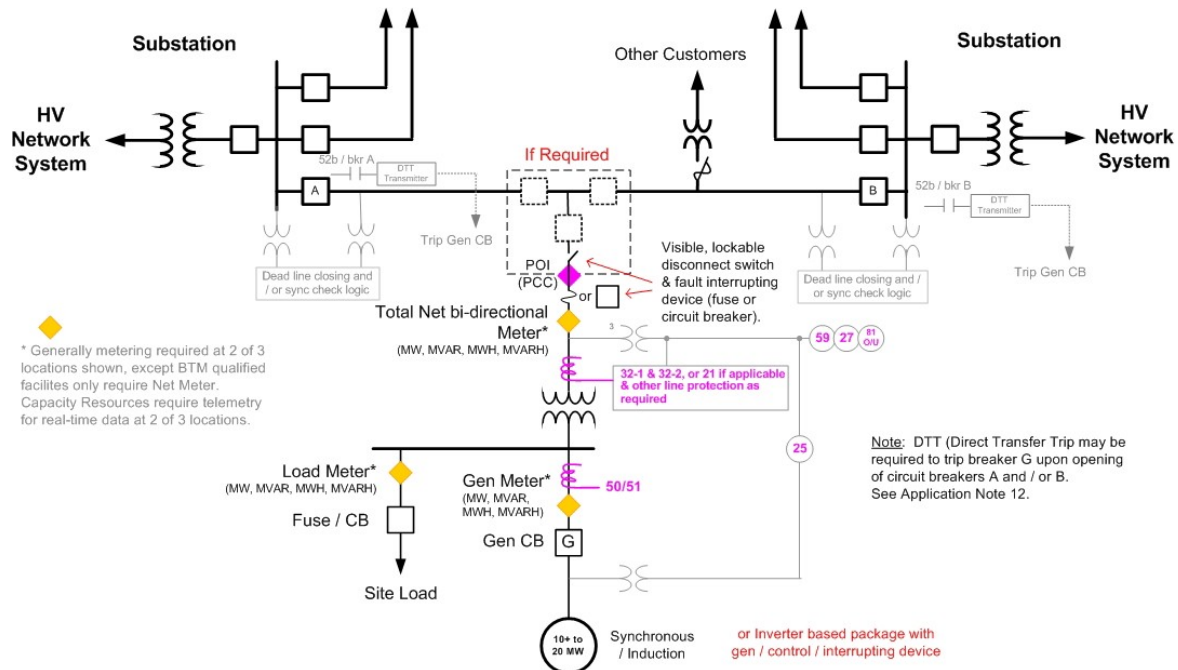 Substation
Substation
Other Customers
HV
Network
System
HV
Network
System
If Required
52b / bkr A
DTT
Transmitter
A
B
52b / bkr B
DTT
Transmitter
Trip Gen CB
Trip Gen CB
Dead line closing and
/ or sync check logic
Dead line closing and /
or sync check logic
POI
(PCC)
or
Visible, lockable
disconnect switch
& fault interrupting
device (fuse or
circuit breaker).
Total Net bi-directional
Meter*
(MW, MVAR, MWH, MVARH)
3
59
27
81
O/U
* Generally metering required at 2 of 3
locations shown, except BTM qualified
facilites only require Net Meter.
Capacity Resources require telemetry
for real-time data at 2 of 3 locations.
32-1 & 32-2, or 21 if applicable
& other line protection as
required
25
Note: DTT (Direct Transfer Trip may be
required to trip breaker G upon opening
of circuit breakers A and / or B.
See Application Note 12.
Load Meter*
(MW, MVAR, MWH, MVARH)
Gen Meter*
(MW, MVAR,
MWH, MVARH)
50/51
Fuse / CB
Gen CB
G
Site Load
10+ to
20 MW
Synchronous
/ Induction
or Inverter based package with
gen / control / interrupting device